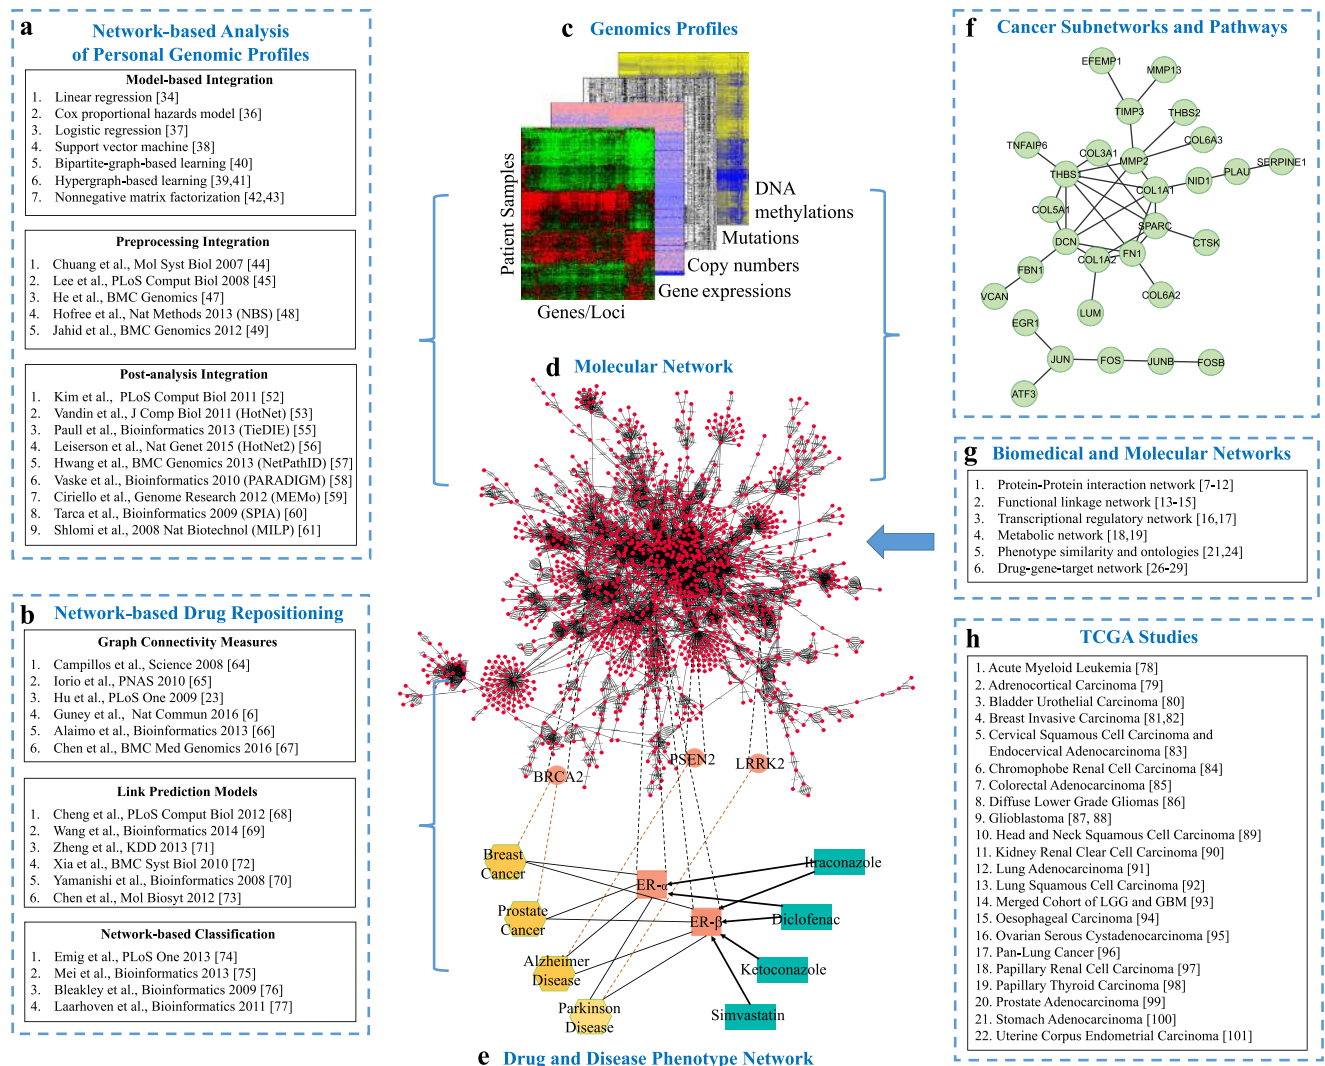 a
Network-based Analysis
of Personal Genomic Profiles
Model-based Integration
1. Linear regression [34]
2. Cox proportional hazards model [36]
3. Logistic regression [37]
4. Support vector machine [38]
5. Bipartite-graph-based learning [40]
6. Hypergraph-based learning [39,41]
7. Nonnegative matrix factorization [42,43]
Preprocessing Integration
1. Chuang et al., Mol Syst Biol 2007 [44]
2. Lee et al., PLoS Comput Biol 2008 [45]
3. He et al., BMC Genomics [47]
4. Hofree et al., Nat Methods 2013 (NBS) [48]
5. Jahid et al., BMC Genomics 2012 [49]
Post-analysis Integration
1. Kim et al., PLoS Comput Biol 2011 [52]
2. Vandin et al., J Comp Biol 2011 (HotNet) [53]
3. Paull et al., Bioinformatics 2013 (TieDIE) [55]
4. Leiserson et al., Nat Genet 2015 (HotNet2) [56]
5. Hwang et al., BMC Genomics 2013 (NetPathID) [57]
6. Vaske et al., Bioinformatics 2010 (PARADIGM) [58]
7. Ciriello et al., Genome Research 2012 (MEMo) [59]
8. Tarca et al., Bioinformatics 2009 (SPIA) [60]
9. Shlomi et al., 2008 Nat Biotechnol (MILP) [61]
b
Network-based Drug Repositioning
Graph Connectivity Measures
1. Campillos et al., Science 2008 [64]
2. Iorio et al., PNAS 2010 [65]
3. Hu et al., PLoS One 2009 [23]
4. Guney et al., Nat Commun 2016 [6]
5. Alaimo et al., Bioinformatics 2013 [66]
6. Chen et al., BMC Med Genomics 2016 [67]
Link Prediction Models
1. Cheng et al., PLoS Comput Biol 2012 [68]
2. Wang et al., Bioinformatics 2014 [69]
3. Zheng et al., KDD 2013 [71]
4. Xia et al., BMC Syst Biol 2010 [72]
5. Yamanishi et al., Bioinformatics 2008 [70]
6. Chen et al., Mol Biosyt 2012 [73]
Network-based Classification
1. Emig et al., PLoS One 2013 [74]
2. Mei et al., Bioinformatics 2013 [75]
3. Bleakley et al., Bioinformatics 2009 [76]
4. Laarhoven et al., Bioinformatics 2011 [77]
c
Genomics Profiles
Patient Samples
DNA
methylations
Mutations
Copy numbers
Gene expressions
Genes/Loci
d
Molecular Network
BRCA2
PSEN2
LRRK2
Breast
Cancer
Prostate
Cancer
Alzheimer
Disease
Parkinson
Disease
ER-α
ER-β
Itraconazole
Diclofenac
Ketoconazole
Simvastatin
e
Drug and Disease Phenotype Network
f
Cancer Subnetworks and Pathways
EFEMP1
MMP13
TIMP3
THBS2
TNFAIP6
COL3A1
COL6A3
MMP2
SERPINE1
THBS1
PLAU
NID1
COL1A1
COL5A1
SPARC
DCN
CTSK
FN1
COL1A2
FBN1
VCAN
COL6A2
LUM
EGR1
JUN
FOS
JUNB
FOSB
ATF3
g
Biomedical and Molecular Networks
1. Protein-Protein interaction network [7-12]
2. Functional linkage network [13-15]
3. Transcriptional regulatory network [16,17]
4. Metabolic network [18,19]
5. Phenotype similarity and ontologies [21,24]
6. Drug-gene-target network [26-29]
h
TCGA Studies
1. Acute Myeloid Leukemia [78]
2. Adrenocortical Carcinoma [79]
3. Bladder Urothelial Carcinoma [80]
4. Breast Invasive Carcinoma [81,82]
5. Cervical Squamous Cell Carcinoma and
Endocervical Adenocarcinoma [83]
6. Chromophobe Renal Cell Carcinoma [84]
7. Colorectal Adenocarcinoma [85]
8. Diffuse Lower Grade Gliomas [86]
9. Glioblastoma [87, 88]
10. Head and Neck Squamous Cell Carcinoma [89]
11. Kidney Renal Clear Cell Carcinoma [90]
12. Lung Adenocarcinoma [91]
13. Lung Squamous Cell Carcinoma [92]
14. Merged Cohort of LGG and GBM [93]
15. Oesophageal Carcinoma [94]
16. Ovarian Serous Cystadenocarcinoma [95]
17. Pan-Lung Cancer [96]
18. Papillary Renal Cell Carcinoma [97]
19. Papillary Thyroid Carcinoma [98]
20. Prostate Adenocarcinoma [99]
21. Stomach Adenocarcinoma [100]
22. Uterine Corpus Endometrial Carcinoma [101]